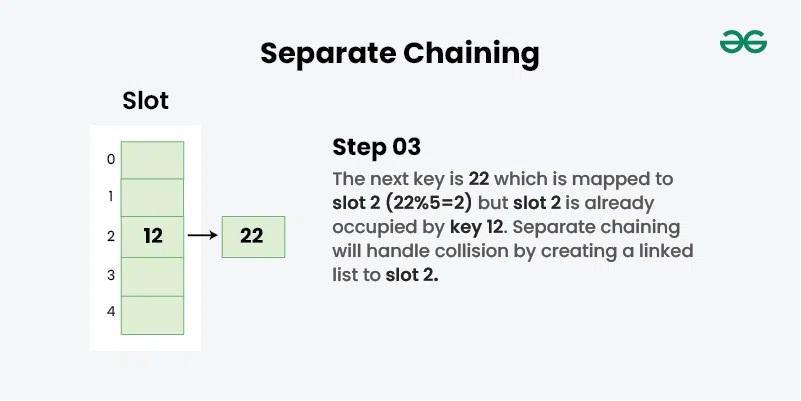 Separate Chaining
Slot
0
1
2 12 22
3
4
Step 03
The next key is 22 which is mapped to
slot 2 (22%5=2) but slot 2 is already
occupied by key 12. Separate chaining
will handle collision by creating a linked
list to slot 2.